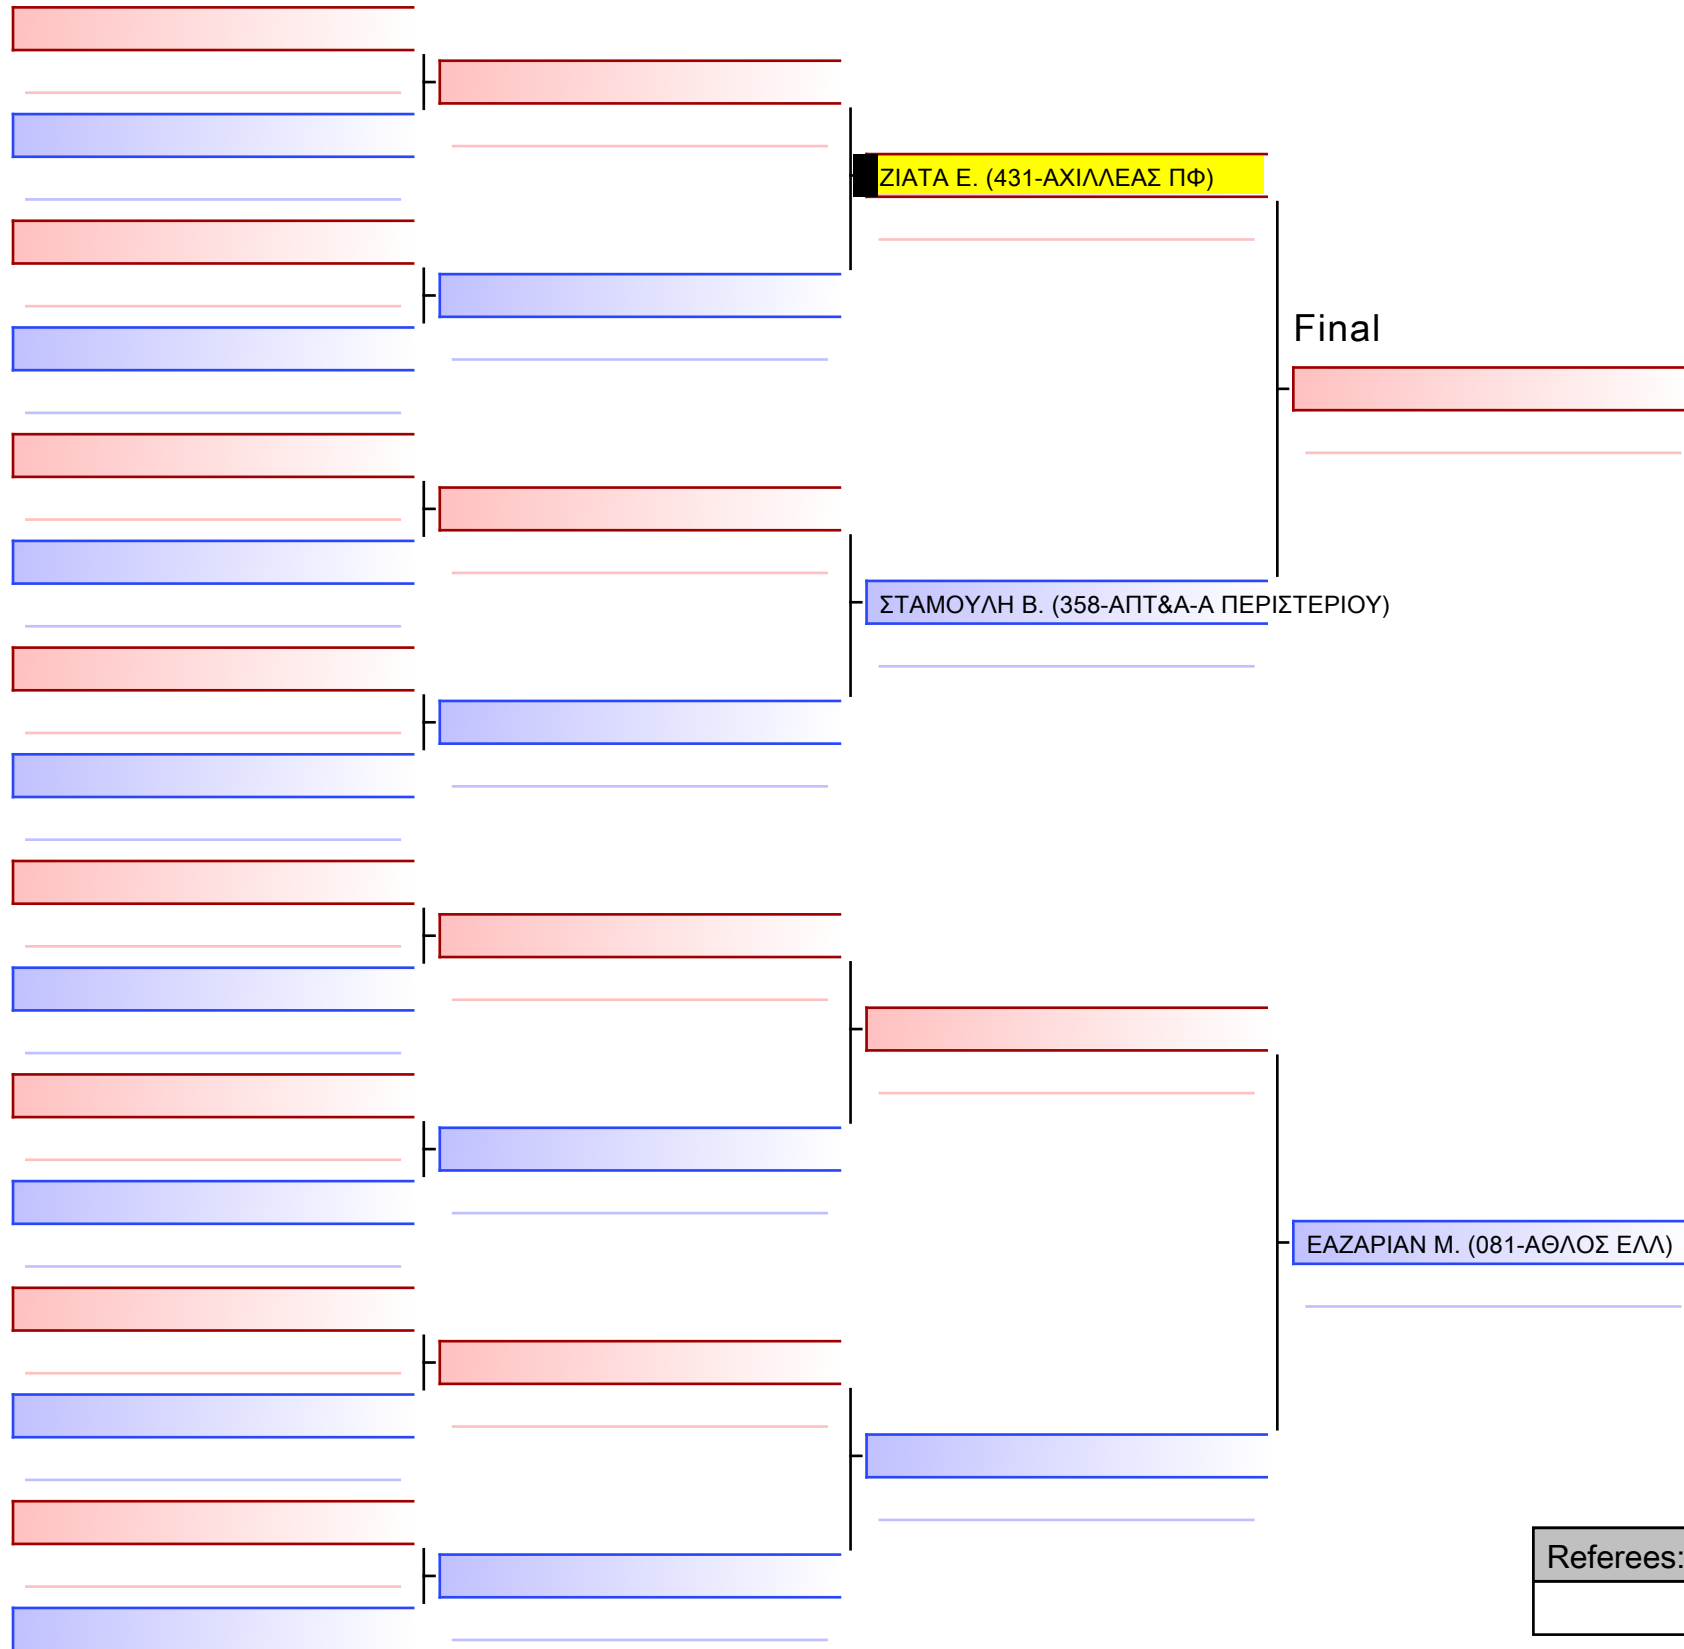 ΖΙΑΤΑ Ε. (431-ΑΧΙΛΛΕΑΣ ΠΦ)
Final
ΣΤΑΜΟΥΛΗ Β. (358-ΑΠΤ&Α-Α ΠΕΡΙΣΤΕΡΙΟΥ)
ΕΑΖΑΡΙΑΝ Μ. (081-ΑΘΛΟΣ ΕΛΛ)
Referees: